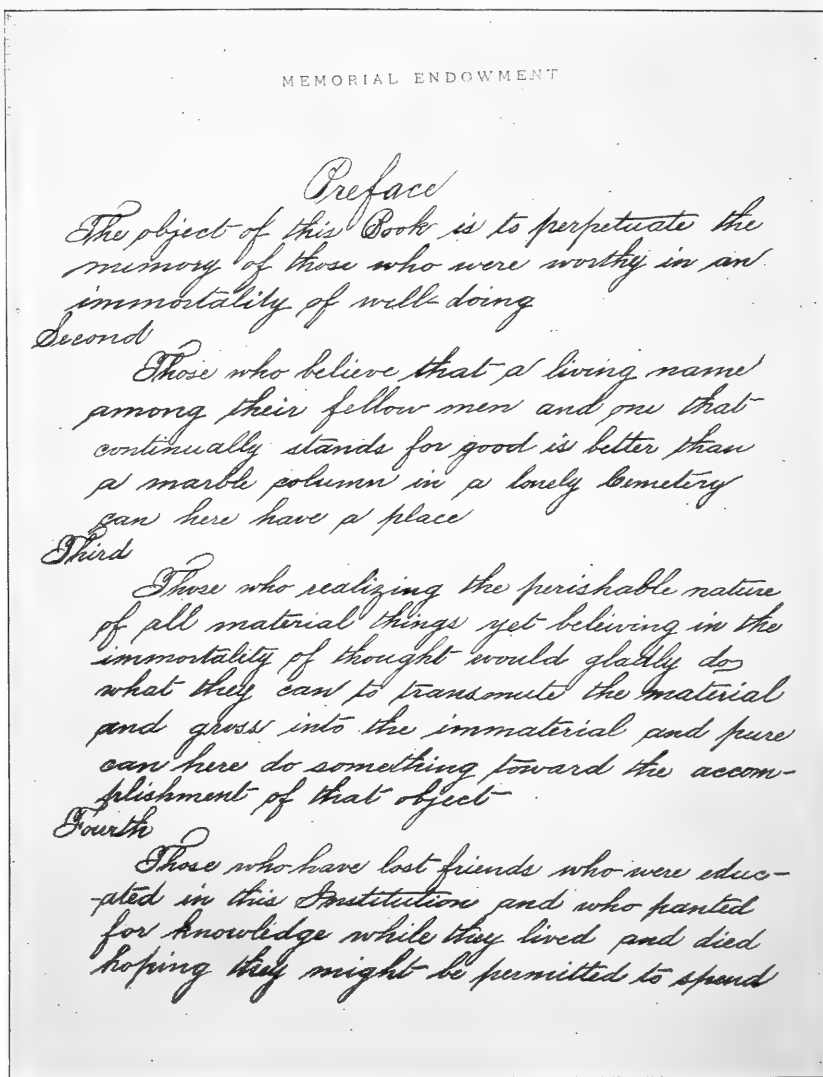 MEMORIAL ENDOWMENT
Preface
The object of this Book is to perpetuate the
memory of those who were worthy in an
immortality of well-doing
Second
Those who believe that a living name
among their fellow men and one that
continually stands for good is better than
a marble column in a lonely Cemetery
can here have a place
Third
Those who realizing the perishable nature
of all material things yet beleiving in the
immortality of thought would gladly do
what they can to transmute the material
and gross into the immaterial and pure
can here do something toward the accom-
plishment of that object
Fourth
Those who have lost friends who were educ-
-ated in this Institution and who panted
for knowledge while they lived and died
hoping they might be permitted to spend